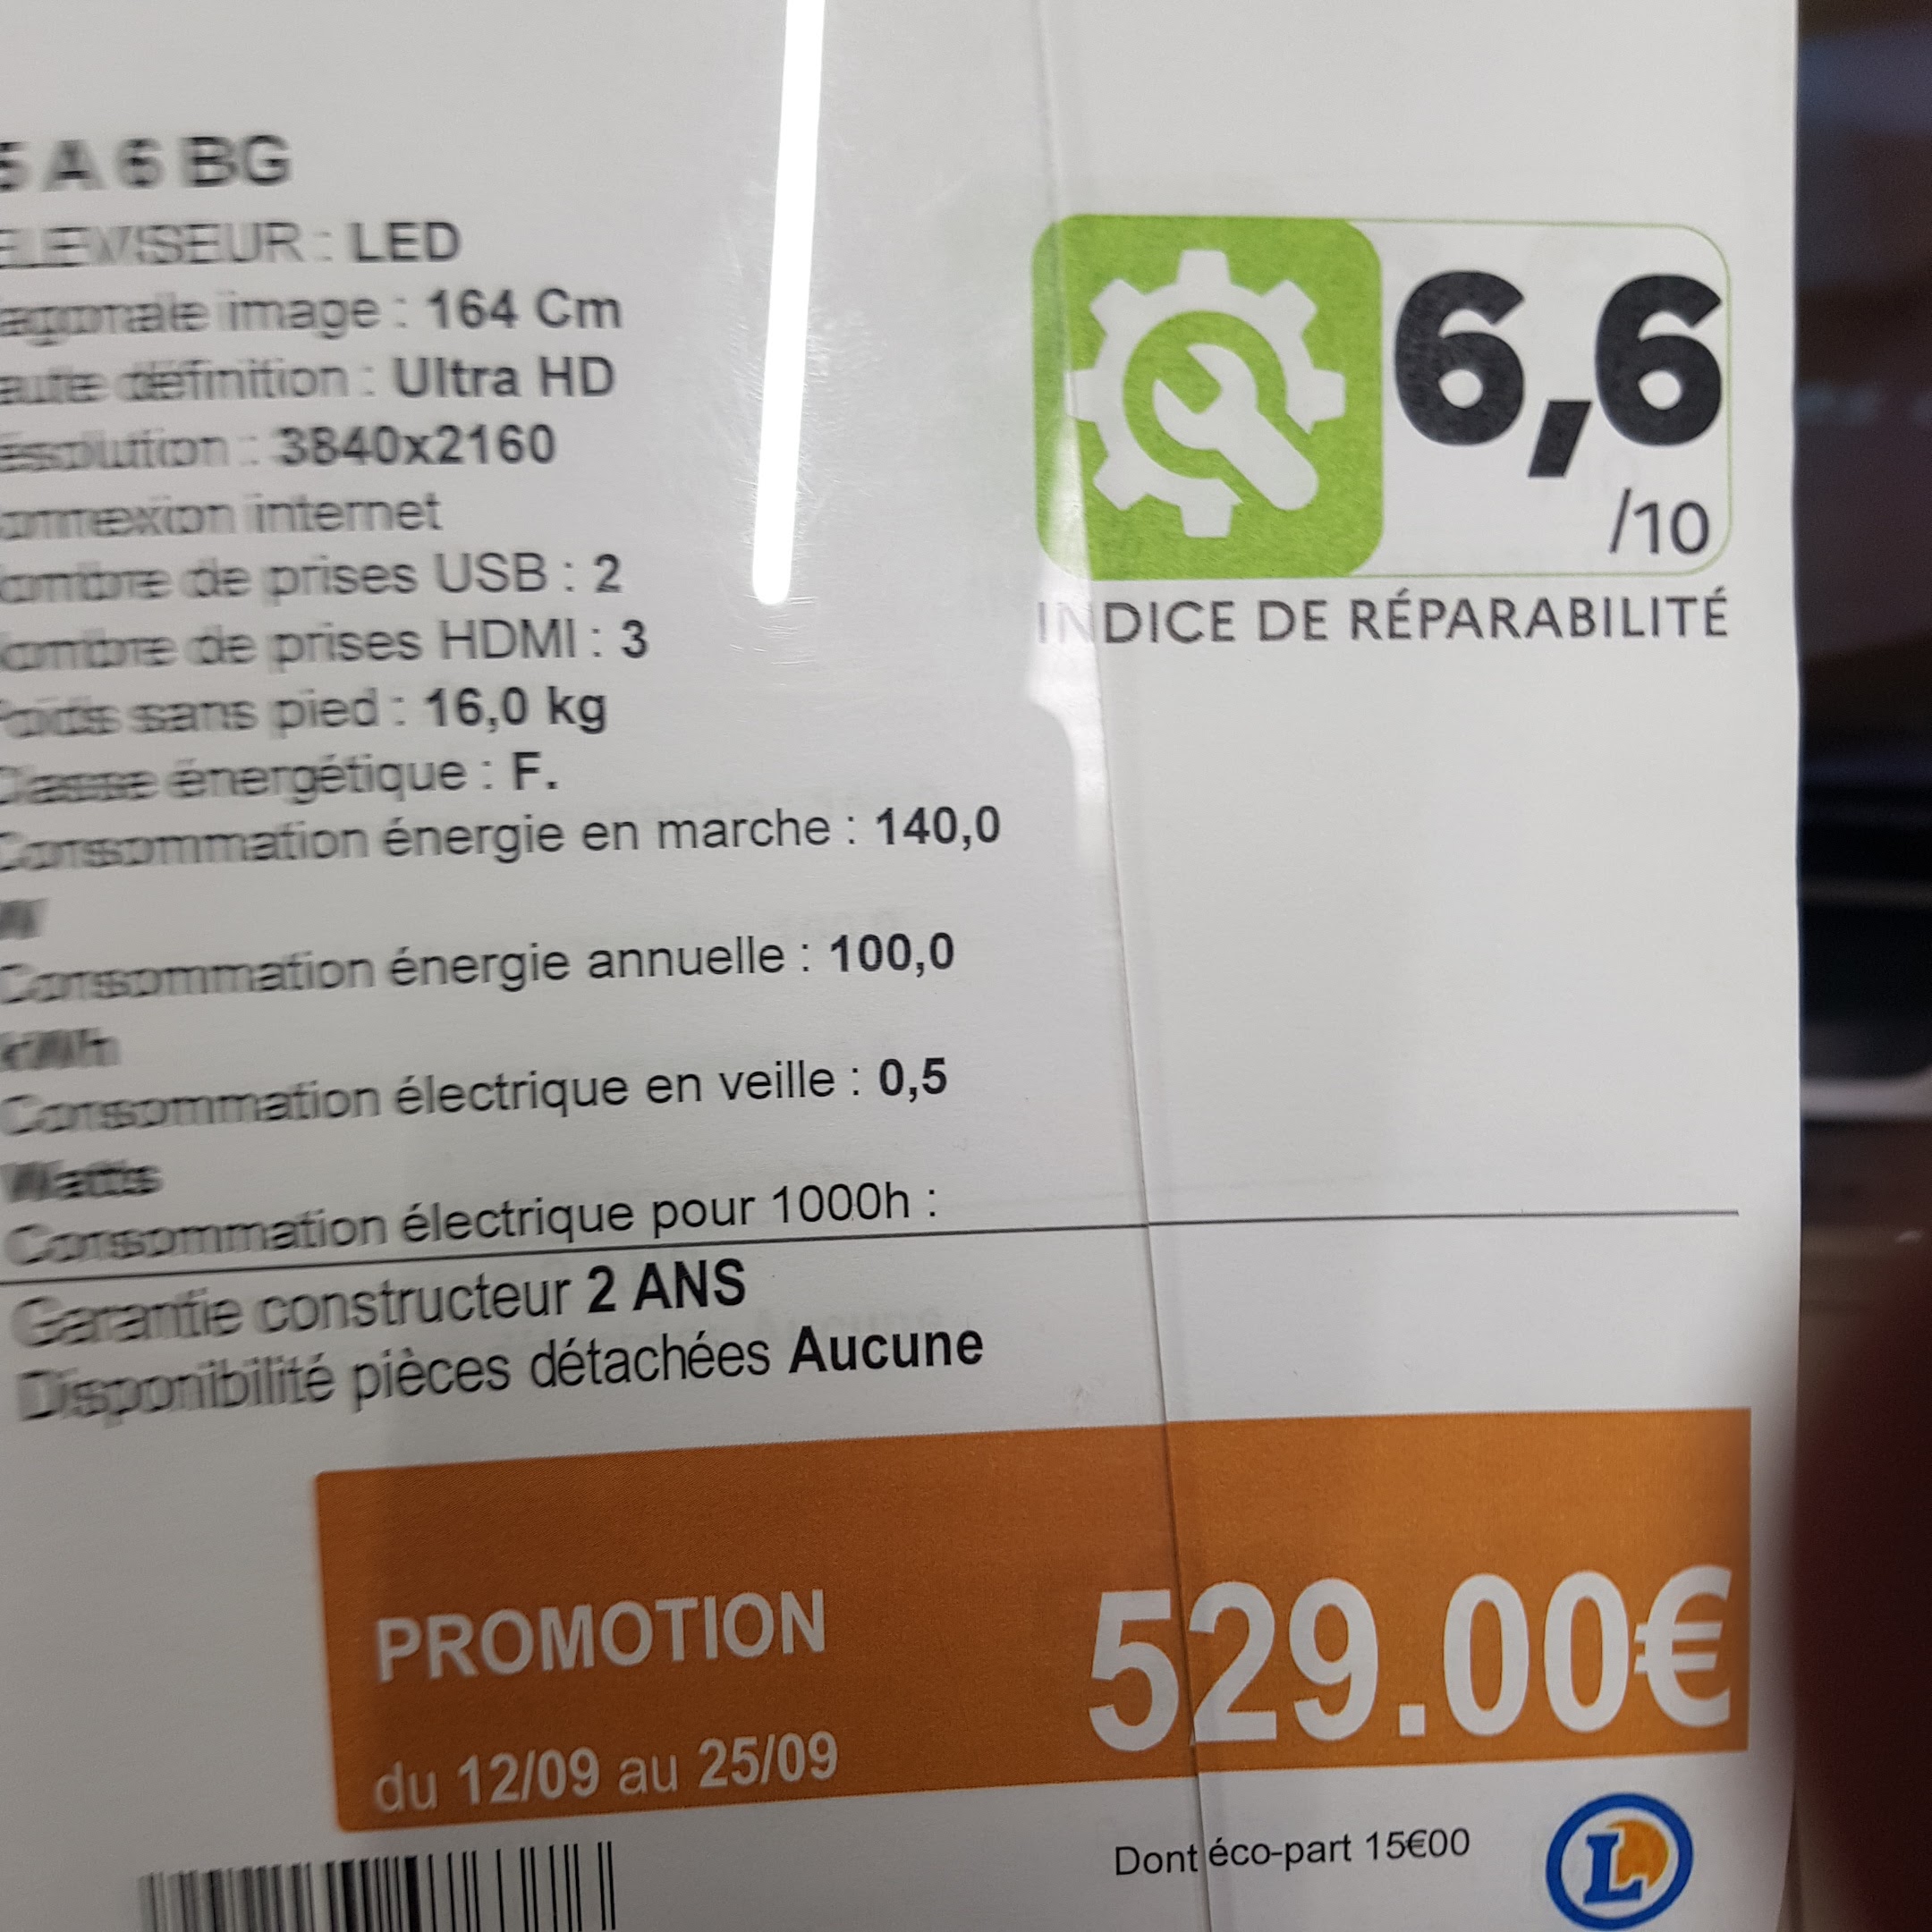 5 A 6 BG
ELEVISEUR : LED
agonale image : 164 Cm
aute définition : Ultra HD
ésolution : 3840x2160
onnexion internet
ombre de prises USB : 2
ombre de prises HDMI : 3
Poids sans pied : 16,0 kg
Classe énergétique : F.
Consommation énergie en marche : 140,0
W
Consommation énergie annuelle : 100,0
kWh
Consommation électrique en veille : 0,5
Watts
Consommation électrique pour 1000h :
Garantie constructeur 2 ANS
Disponibilité pièces détachées Aucune
6,6
/10
INDICE DE RÉPARABILITÉ
PROMOTION
du 12/09 au 25/09
529.00€
Dont éco-part 15€00
L